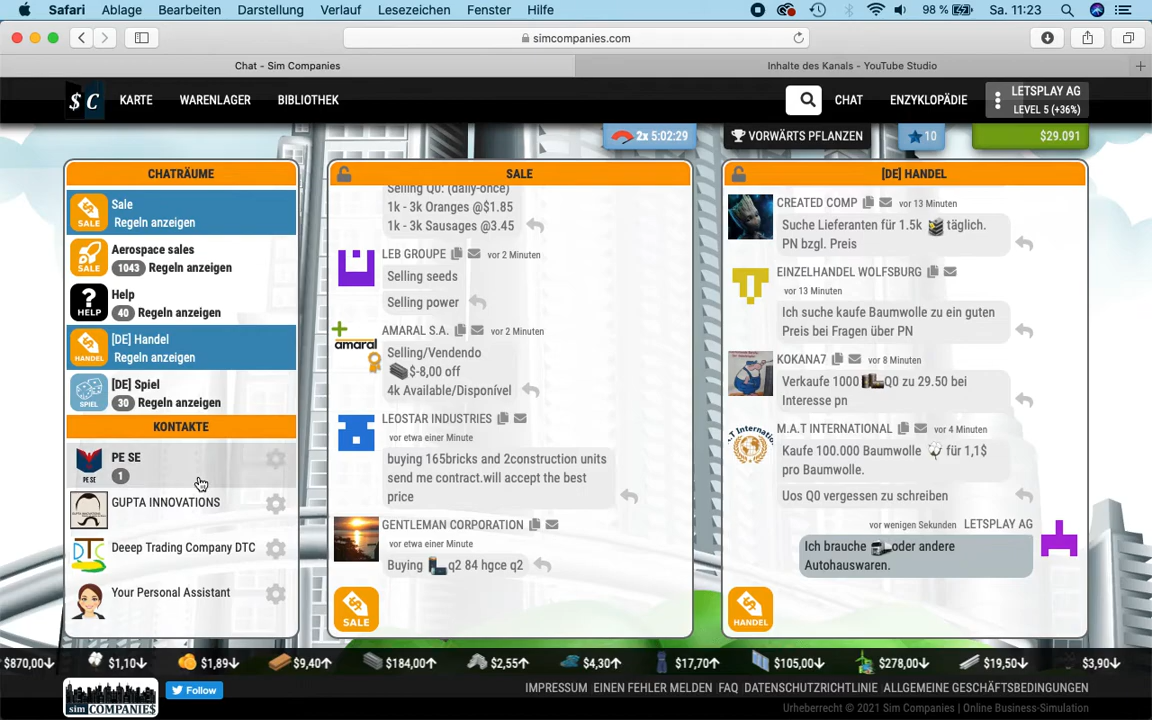 Safari Ablage Bearbeiten Darstellung Verlauf Lesezeichen Fenster Hilfe 98 % Sa. 11:23
simcompanies.com
Chat - Sim Companies
Inhalte des Kanals - YouTube Studio
$ C KARTE WARENLAGER BIBLIOTHEK CHAT ENZYKLOPÄDIE
LETSPLAY AG
LEVEL 5 (+36%)
2x 5:02:29
VORWÄRTS PFLANZEN
10
$29.091
CHATRÄUME
SALE
Sale
Regeln anzeigen
SALE
Aerospace sales
1043 Regeln anzeigen
HELP
Help
40 Regeln anzeigen
HANDEL
[DE] Handel
Regeln anzeigen
SPIEL
[DE] Spiel
30 Regeln anzeigen
KONTAKTE
PE SE
PE SE
1
GUPTA INNOVATIONS
DTC
Deeep Trading Company DTC
Your Personal Assistant
SALE
Selling Q0: (daily-once)
1k - 3k Oranges @$1.85
1k - 3k Sausages @3.45
LEB GROUPE vor 2 Minuten
Selling seeds
Selling power
amaral
AMARAL S.A. vor 2 Minuten
Selling/Vendendo
$-8,00 off
4k Available/Disponível
LEOSTAR INDUSTRIES
vor etwa einer Minute
buying 165bricks and 2construction units
send me contract.will accept the best
price
GENTLEMAN CORPORATION
vor etwa einer Minute
Buying q2 84 hgce q2
SALE
[DE] HANDEL
CREATED COMP vor 13 Minuten
Suche Lieferanten für 1.5k täglich.
PN bzgl. Preis
EINZELHANDEL WOLFSBURG
vor 13 Minuten
Ich suche kaufe Baumwolle zu ein guten
Preis bei Fragen über PN
KOKANA7 vor 8 Minuten
Verkaufe 1000 Q0 zu 29.50 bei
Interesse pn
M.A.T INTERNATIONAL vor 4 Minuten
Kaufe 100.000 Baumwolle für 1,1$
pro Baumwolle.
Uos Q0 vergessen zu schreiben
vor wenigen Sekunden LETSPLAY AG
Ich brauche oder andere
Autohauswaren.
HANDEL
$870,00↓ $1,10↓ $1,89↓ $9,40↑ $184,00↑ $2,55↑ $4,30↑ $17,70↑ $105,00↓ $278,00↓ $19,50↓ $3,90↓
sim COMPANIES
Follow
IMPRESSUM EINEN FEHLER MELDEN FAQ DATENSCHUTZRICHTLINIE ALLGEMEINE GESCHÄFTSBEDINGUNGEN
Urheberrecht © 2021 Sim Companies | Online Business-Simulation